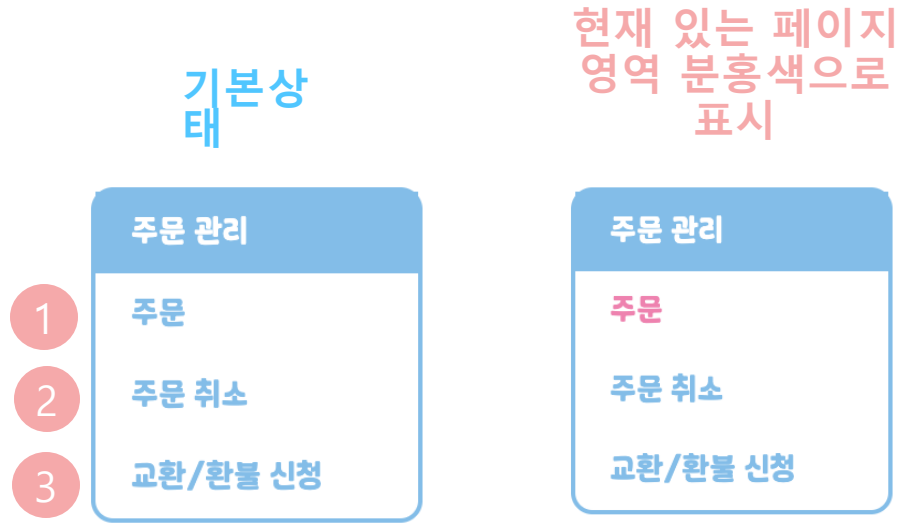 기본상
태
현재 있는 페이지
영역 분홍색으로
표시
주문 관리
1
주문
2
주문 취소
3
교환/환불 신청
주문 관리
주문
주문 취소
교환/환불 신청